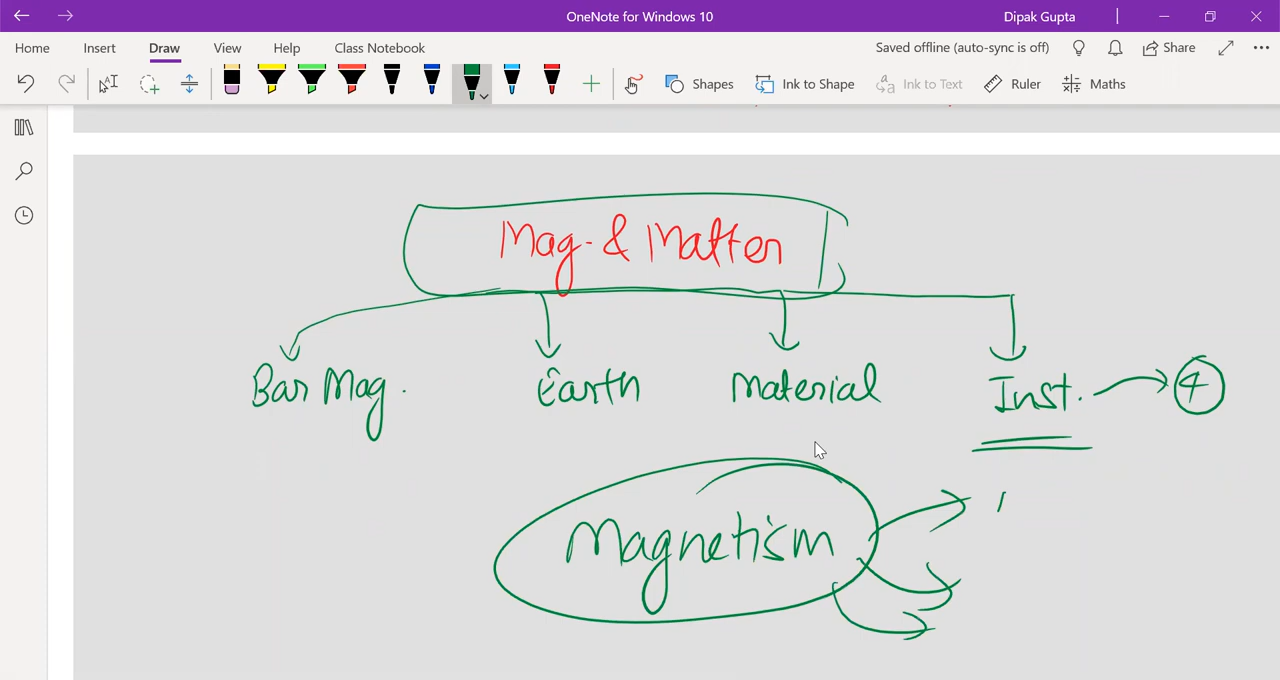 OneNote for Windows 10
Dipak Gupta
Home Insert Draw View Help Class Notebook
Saved offline (auto-sync is off)
Share
Shapes Ink to Shape Ink to Text Ruler Maths
Mag. & Matter
Bar Mag. Earth Material Inst. 4
Magnetism